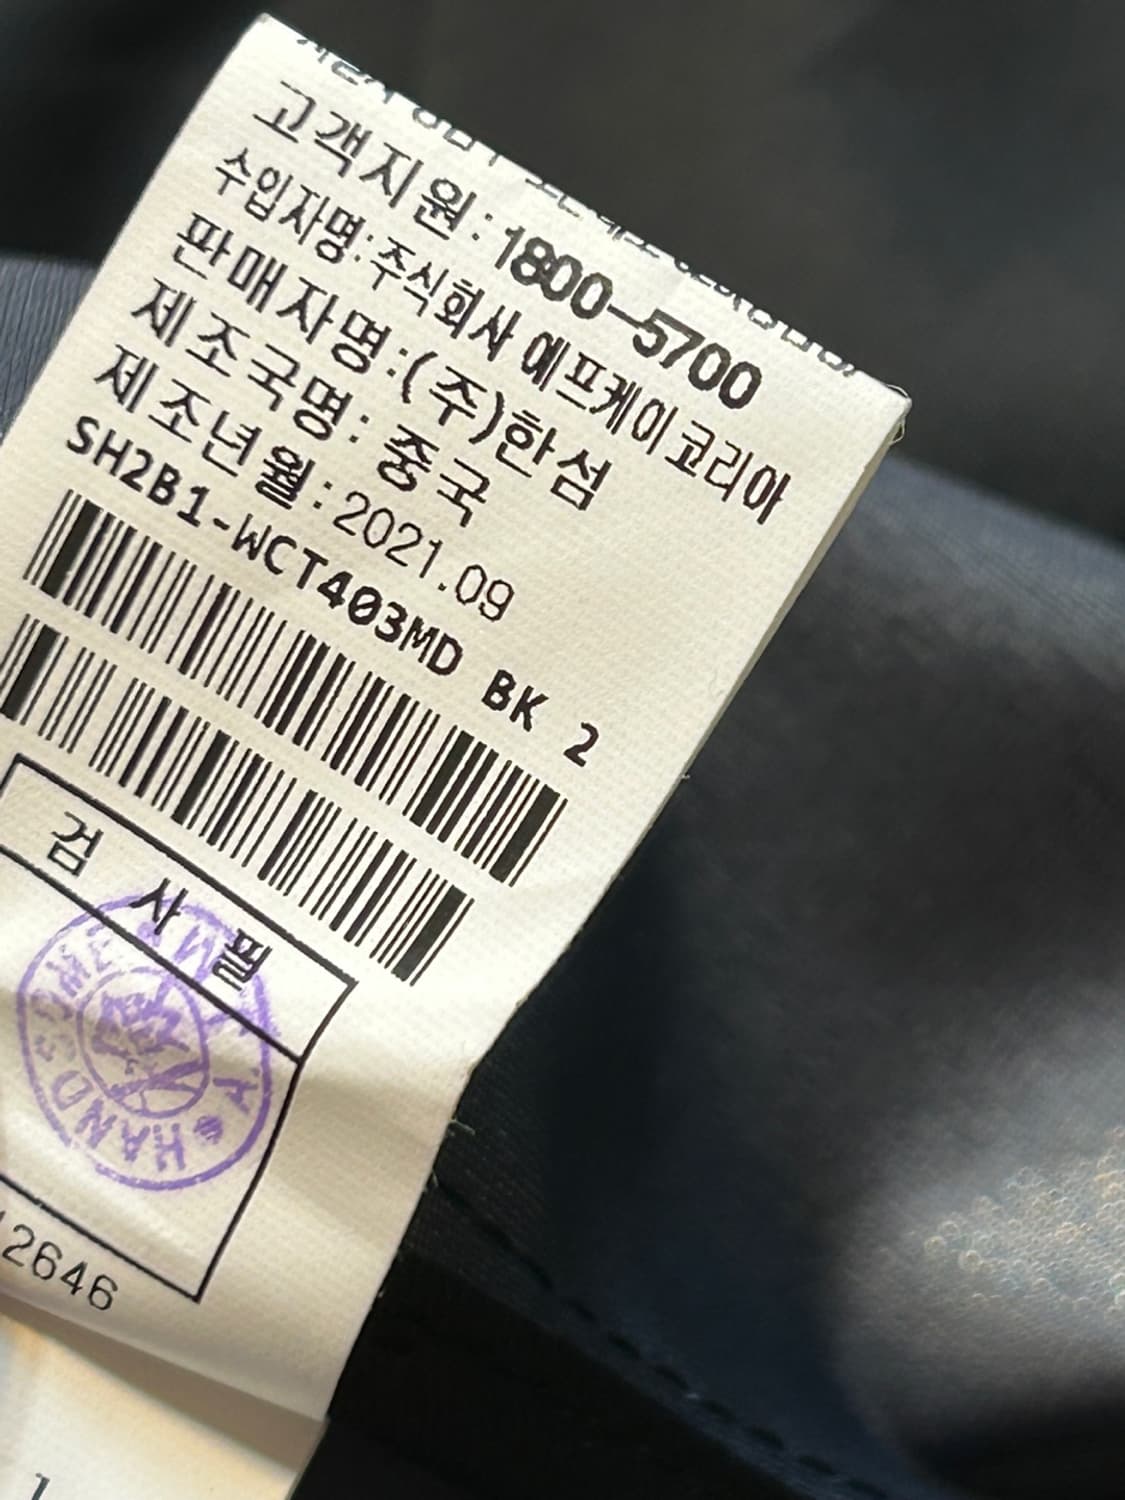 고객지원:1800-5700
수입자명:주식회사 에프케이코리아
판매자명:(주)한섬
제조국명: 중국
제조년월:2021.09
SH2B1-WCT403MD BK 2
검 사 필
HANDSOME
2646
1